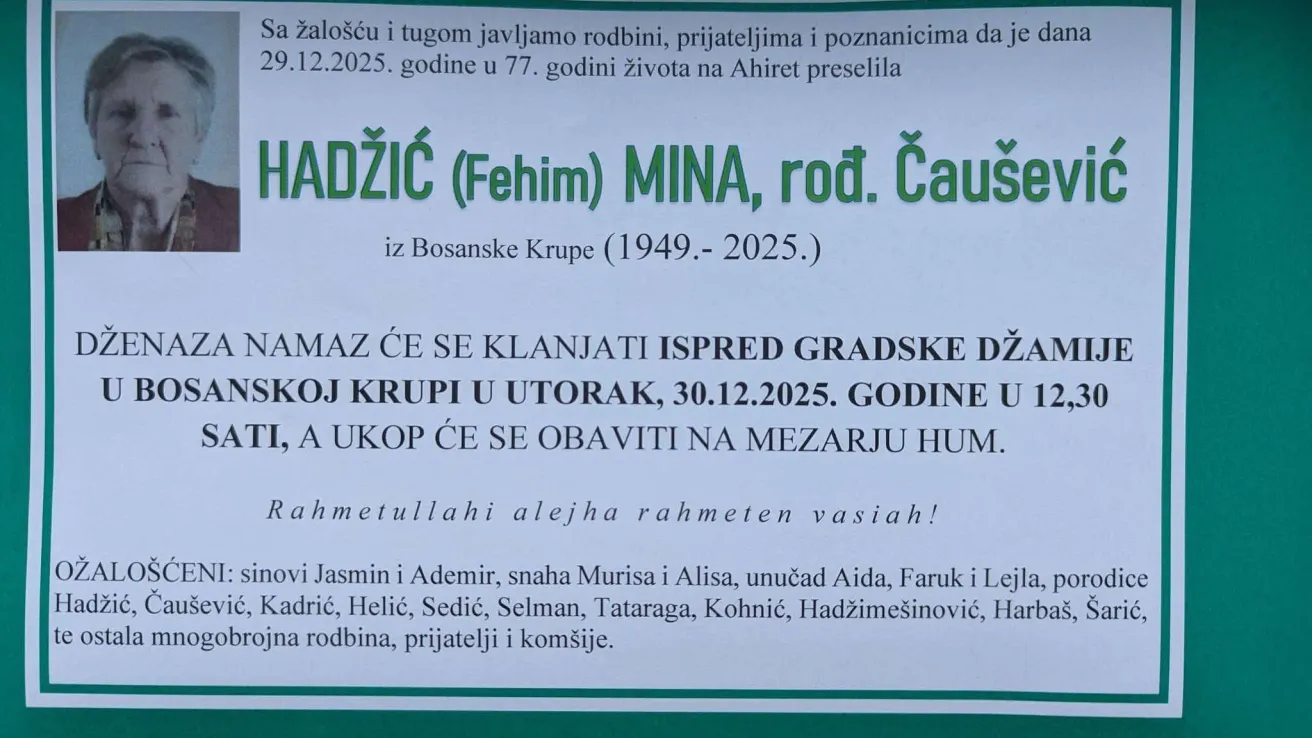 Sa žalošću i tugom javljamo rodbini, prijateljima i poznanicima da je dana
29.12.2025. godine u 77. godini života na Ahiret preselila
HADŽIĆ (Fehim) MINA, rođ. Čaušević
iz Bosanske Krupe (1949.- 2025.)
DŽENAZA NAMAZ ĆE SE KLANJATI ISPRED GRADSKE DŽAMIJE
U BOSANSKOJ KRUPI U UTORAK, 30.12.2025. GODINE U 12,30
SATI, A UKOP ĆE SE OBAVITI NA MEZARJU HUM.
Rahmetullahi alejha rahmeten vasiah!
OŽALOŠĆENI: sinovi Jasmin i Ademir, snaha Murisa i Alisa, unučad Aida, Faruk i Lejla, porodice
Hadžić, Čaušević, Kadrić, Helić, Sedić, Selman, Tataraga, Kohnić, Hadžimešinović, Harbaš, Šarić,
te ostala mnogobrojna rodbina, prijatelji i komšije.